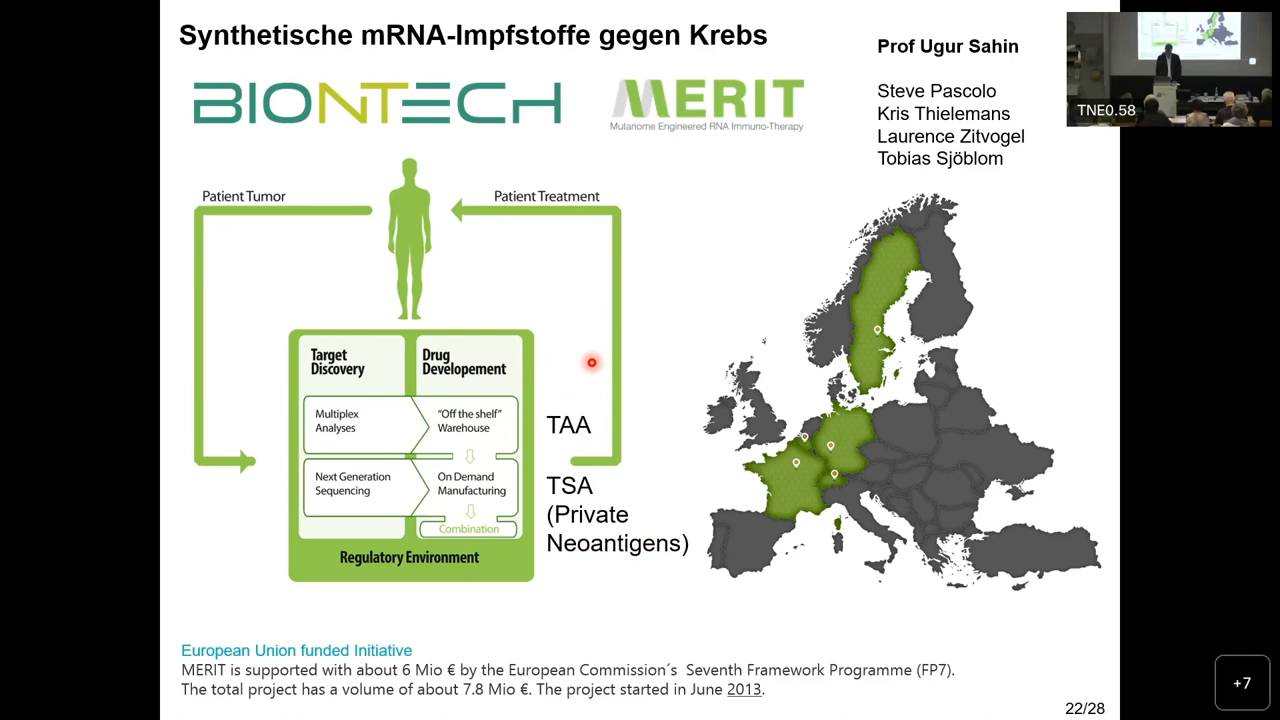 Synthetische mRNA-Impfstoffe gegen Krebs
Prof Ugur Sahin
Steve Pascolo
Kris Thielemans
Laurence Zitvogel
Tobias Sjöblom
TNE0.58
BIONTECH
MERIT
Mutanome Engineered RNA Immuno-Therapy
Patient Tumor
Patient Treatment
Target
Discovery
Drug
Developement
Multiplex
Analyses
"Off the shelf"
Warehouse
TAA
Next Generation
Sequencing
On Demand
Manufacturing
TSA
(Private
Neoantigens)
Combination
Regulatory Environment
European Union funded Initiative
MERIT is supported with about 6 Mio € by the European Commission´s Seventh Framework Programme (FP7).
The total project has a volume of about 7.8 Mio €. The project started in June 2013.
22/28
+7